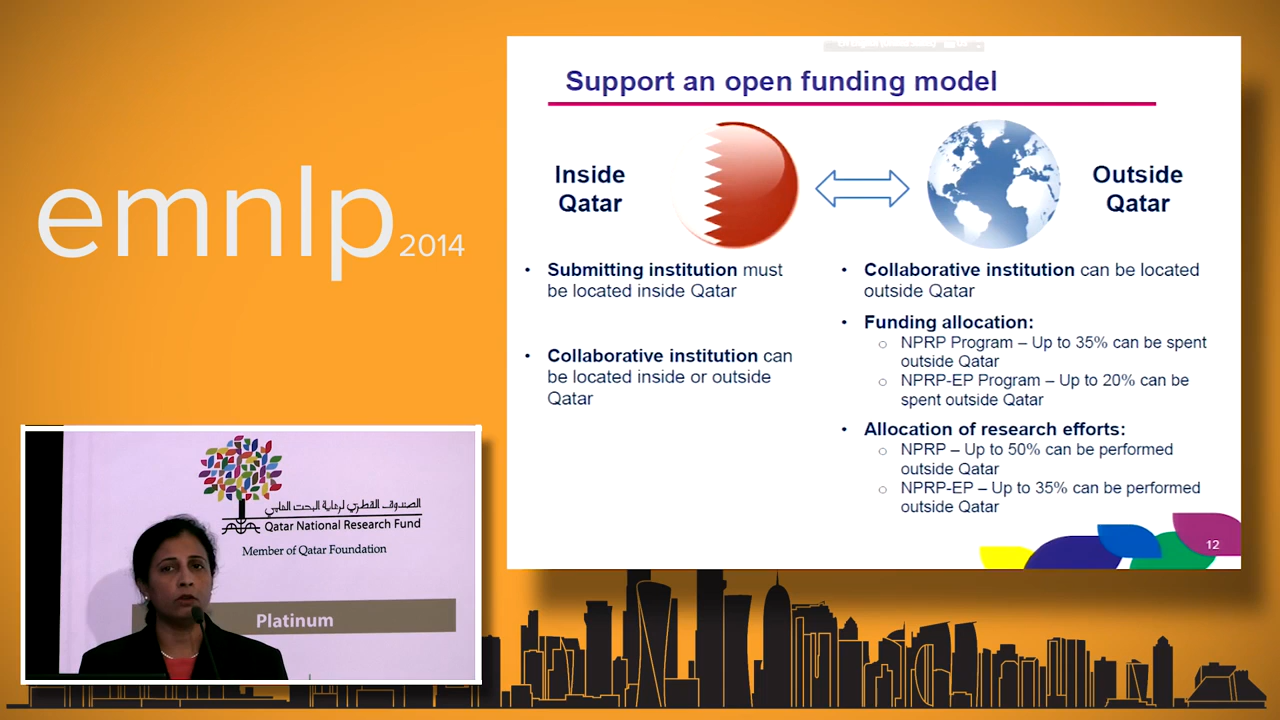 emnlp 2014
Support an open funding model
Inside
Qatar
Outside
Qatar
• Submitting institution must
be located inside Qatar
• Collaborative institution can
be located inside or outside
Qatar
• Collaborative institution can be located
outside Qatar
• Funding allocation:
○ NPRP Program – Up to 35% can be spent
outside Qatar
○ NPRP-EP Program – Up to 20% can be
spent outside Qatar
• Allocation of research efforts:
○ NPRP – Up to 50% can be performed
outside Qatar
○ NPRP-EP – Up to 35% can be performed
outside Qatar
12
الصندوق القطري لرعاية البحث العلمي
Qatar National Research Fund
Member of Qatar Foundation
Platinum